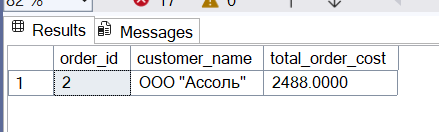 82 %
17
0
Results Messages
order_id customer_name total_order_cost
1 2 ООО "Ассоль" 2488.0000